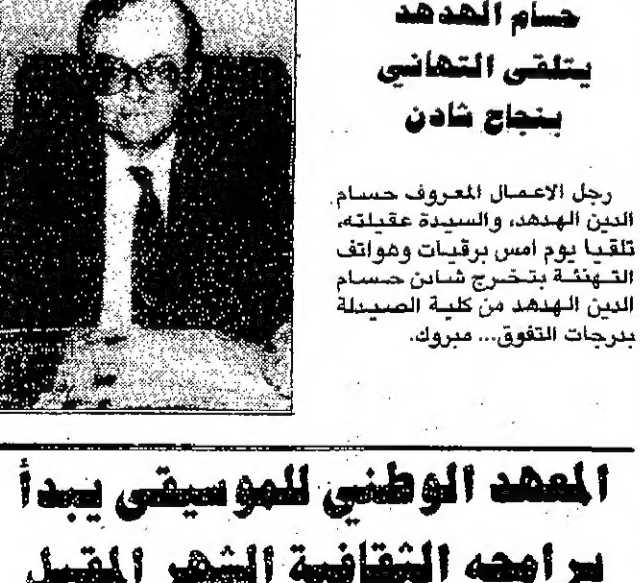 حسام الهدهد
يتلقى التهاني
بنجاح شادن
رجل الاعمال المعروف حسام
الدين الهدهد، والسيدة عقيلته،
تلقيا يوم امس برقيات وهواتف
التهنئة بتخرج شادن حسام
الدين الهدهد من كلية الصيدلة
بدرجات التفوق... مبروك.
المعهد الوطني للموسيقى يبدأ
برامجه الثقافية الشهر المقبل